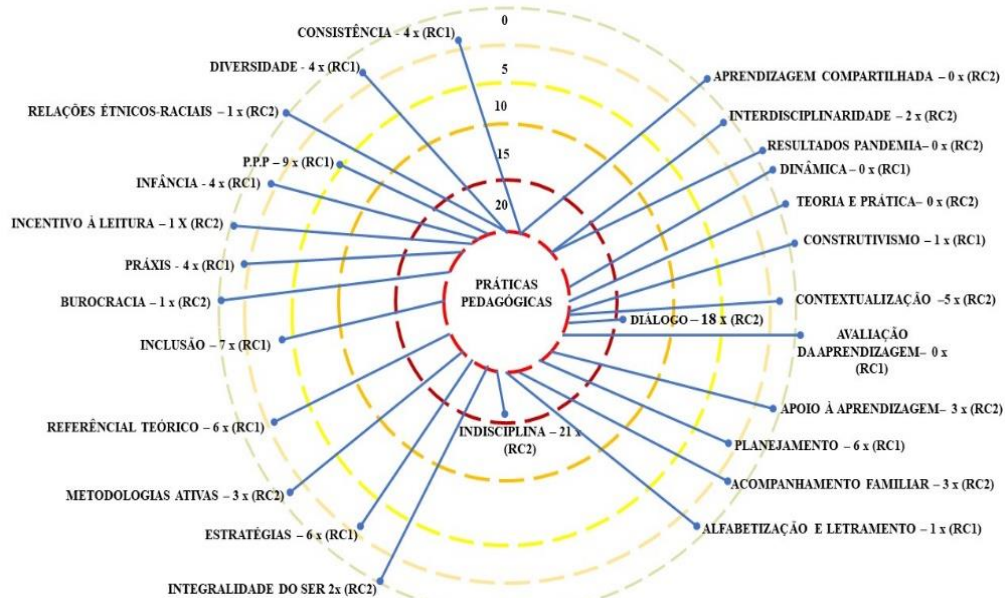 0
5
10
15
20
CONSISTÊNCIA - 4 x (RC1)
DIVERSIDADE - 4 x (RC1)
RELAÇÕES ÉTNICOS-RACIAIS – 1 x (RC2)
P.P.P – 9 x (RC1)
INFÂNCIA - 4 x (RC1)
INCENTIVO À LEITURA – 1 X (RC2)
PRÁXIS - 4 x (RC1)
BUROCRACIA – 1 x (RC2)
INCLUSÃO – 7 x (RC1)
REFERÊNCIAL TEÓRICO – 6 x (RC1)
METODOLOGIAS ATIVAS – 3 x (RC2)
ESTRATÉGIAS – 6 x (RC1)
INTEGRALIDADE DO SER 2x (RC2)
PRÁTICAS
PEDAGÓGICAS
INDISCIPLINA – 21 x
(RC2)
APRENDIZAGEM COMPARTILHADA – 0 x (RC2)
INTERDISCIPLINARIDADE – 2 x (RC2)
RESULTADOS PANDEMIA– 0 x (RC2)
DINÂMICA – 0 x (RC1)
TEORIA E PRÁTICA– 0 x (RC2)
CONSTRUTIVISMO – 1 x (RC1)
CONTEXTUALIZAÇÃO –5 x (RC2)
DIÁLOGO – 18 x (RC2)
AVALIAÇÃO
DA APRENDIZAGEM– 0 x
(RC1)
APOIO À APRENDIZAGEM– 3 x (RC2)
PLANEJAMENTO – 6 x (RC1)
ACOMPANHAMENTO FAMILIAR – 3 x (RC2)
ALFABETIZAÇÃO E LETRAMENTO – 1 x (RC1)